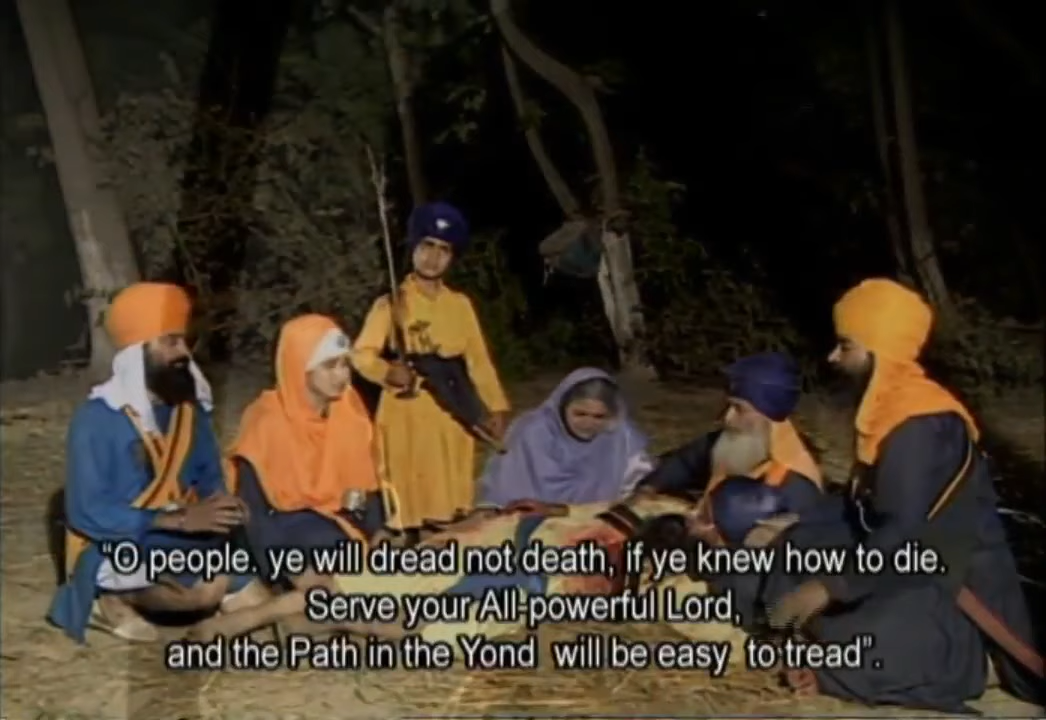 “O people. ye will dread not death, if ye knew how to die.
Serve your All-powerful Lord,
and the Path in the Yond will be easy to tread”.